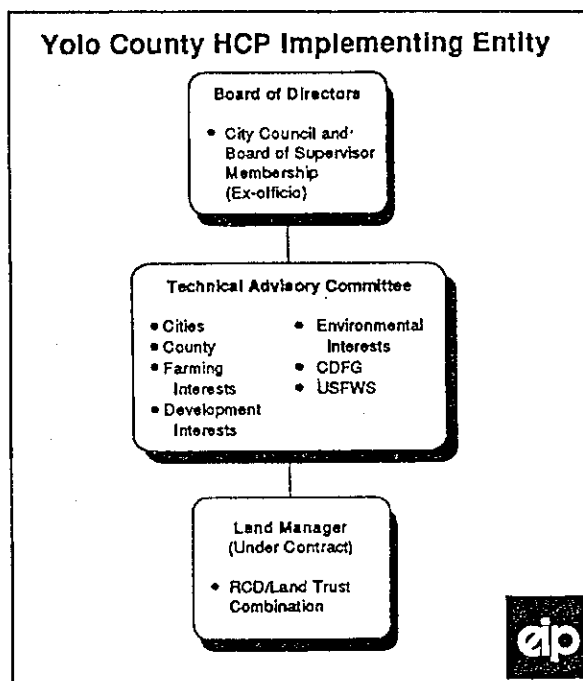 Yolo County HCP Implementing Entity
Board of Directors
• City Council and
Board of Supervisor
Membership
(Ex-officio)
Technical Advisory Committee
• Cities
• County
• Farming
Interests
• Development
Interests
• Environmental
Interests
• CDFG
• USFWS
Land Manager
(Under Contract)
• RCD/Land Trust
Combination
eip